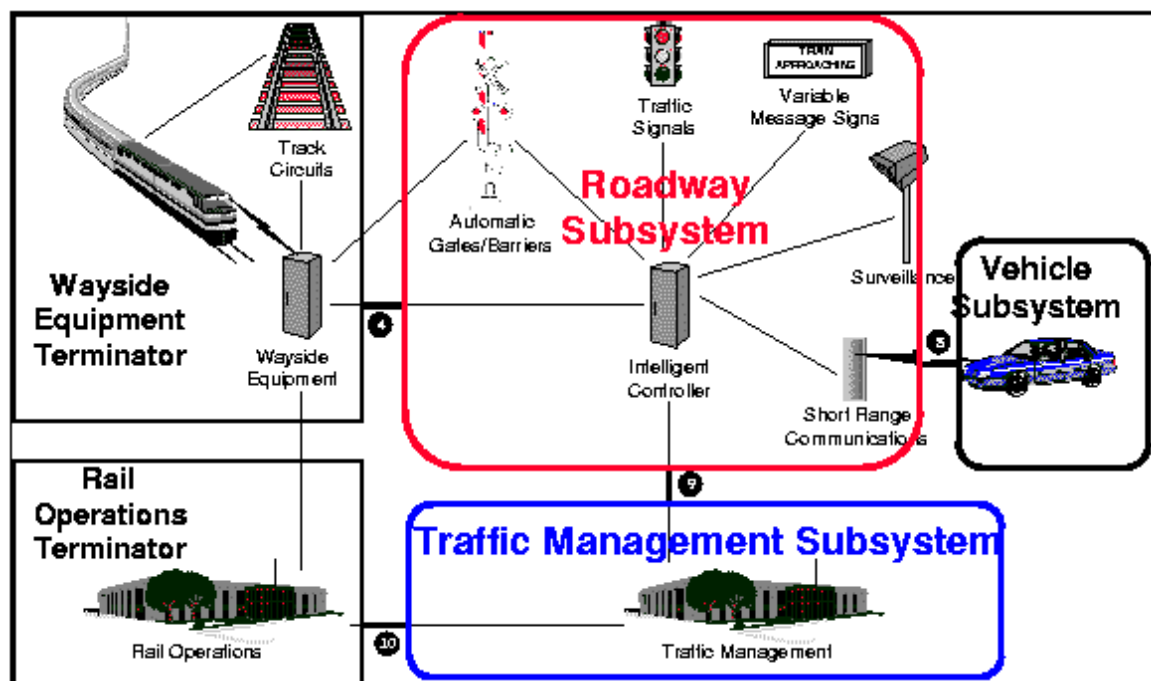 Track
Circuits
Wayside
Equipment
Terminator
Wayside
Equipment
Automatic
Gates/Barriers
Traffic
Signals
TRAIN
APPROACHING
Variable
Message Signs
Roadway
Subsystem
Surveillance
Intelligent
Controller
Short Range
Communications
Vehicle
Subsystem
4
9
10
Rail
Operations
Terminator
Rail Operations
Traffic Management Subsystem
Traffic Management